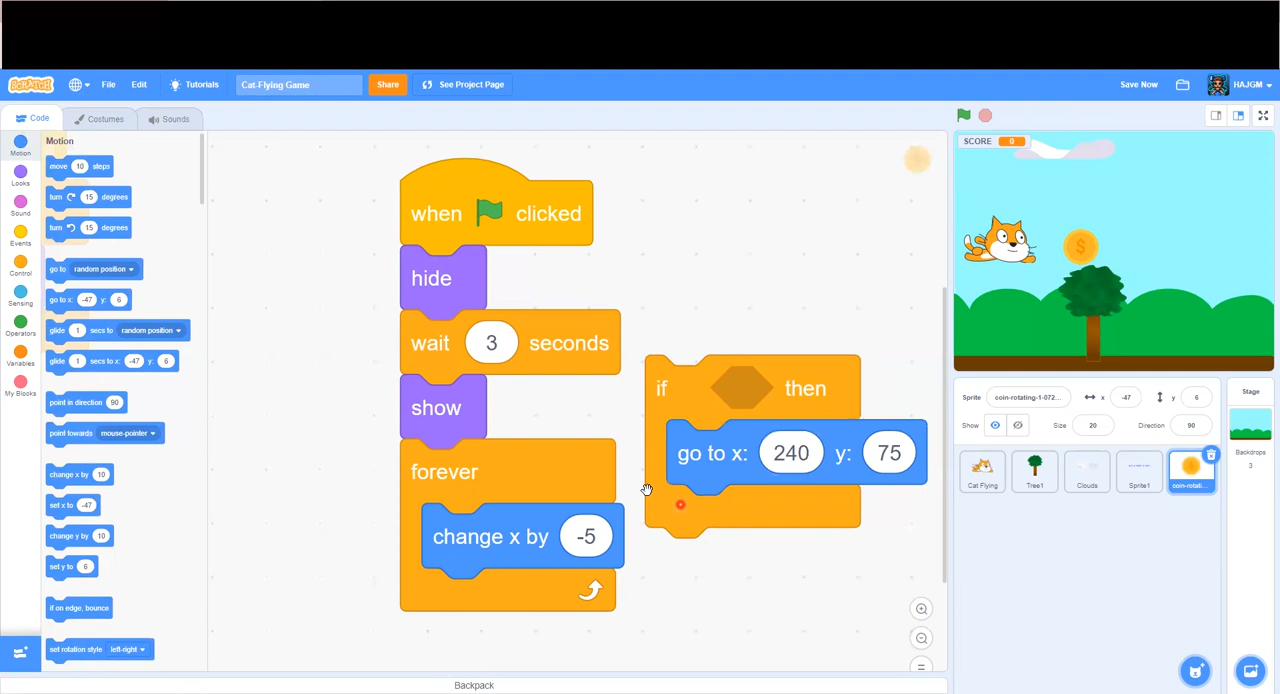 SCRATCH File Edit Tutorials Cat-Flying Game Share See Project Page Save Now HAJGM
Code Costumes Sounds
Motion
Looks
Sound
Events
Control
Sensing
Operators
Variables
My Blocks
Motion
move 10 steps
turn 15 degrees
turn 15 degrees
go to random position
go to x: -47 y: 6
glide 1 secs to random position
glide 1 secs to x: -47 y: 6
point in direction 90
point towards mouse-pointer
change x by 10
set x to -47
change y by 10
set y to 6
if on edge, bounce
set rotation style left-right
when clicked
hide
wait 3 seconds
show
forever
change x by -5
if then
go to x: 240 y: 75
SCORE 0
$
Sprite coin-rotating-1-072... x -47 y 6
Show Size 20 Direction 90
Cat Flying
Tree1
Clouds
Sprite1
coin-rotati...
Stage
Backdrops
3
Backpack